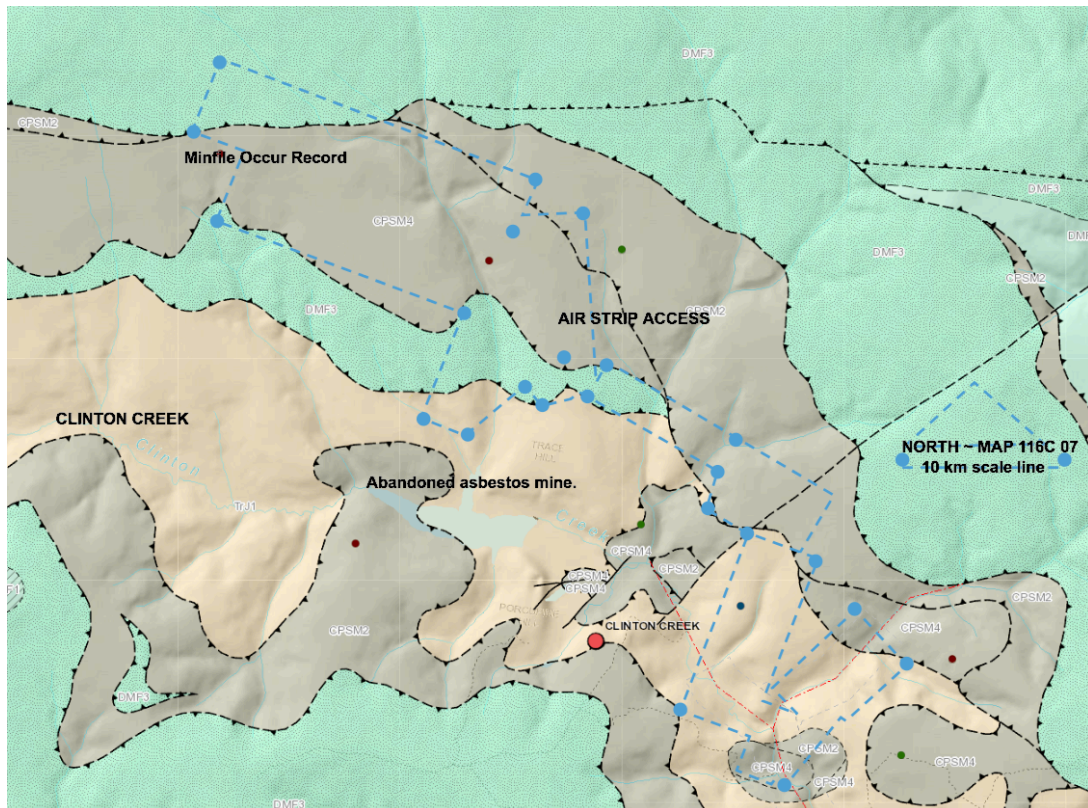 DMF3
CPSM2
Minfile Occur Record
DMF3
CPSM4
DMF3
CPSM2
DMF3
CPSM2
AIR STRIP ACCESS
CLINTON CREEK
Clinton
TRACE
HILL
NORTH ~ MAP 116C 07
10 km scale line
Abandoned asbestos mine.
TrJ1
CPSM4
CPSM2
CPSM4
CPSM4
CPSM2
CLINTON CREEK
CPSM2
CPSM4
DMF3
CPSM2
CPSM4
CPSM4
CPSM4
DMF3